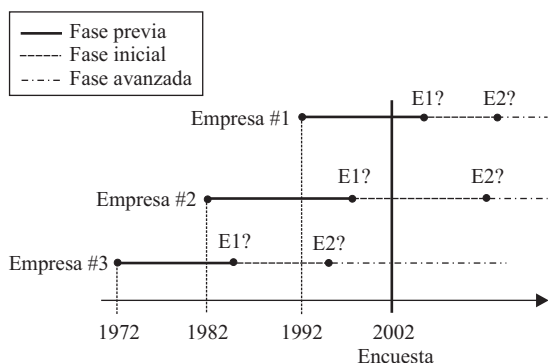 Fase previa
Fase inicial
Fase avanzada
E1? E2?
Empresa #1
E1? E2?
Empresa #2
E1? E2?
Empresa #3
1972 1982 1992 2002
Encuesta